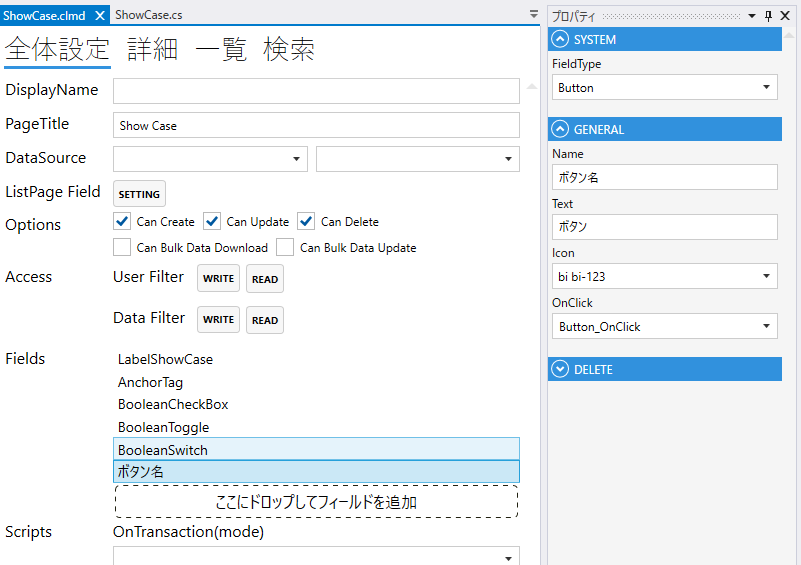 ShowCase.clmd
ShowCase.cs
全体設定 詳細 一覧 検索
DisplayName
PageTitle
Show Case
DataSource
ListPage Field
SETTING
Options
Can Create
Can Update
Can Delete
Can Bulk Data Download
Can Bulk Data Update
Access
User Filter
WRITE
READ
Data Filter
WRITE
READ
Fields
LabelShowCase
AnchorTag
BooleanCheckBox
BooleanToggle
BooleanSwitch
ボタン名
ここにドロップしてフィールドを追加
Scripts
OnTransaction(mode)
プロパティ
SYSTEM
FieldType
Button
GENERAL
Name
ボタン名
Text
ボタン
Icon
bi bi-123
OnClick
Button_OnClick
DELETE